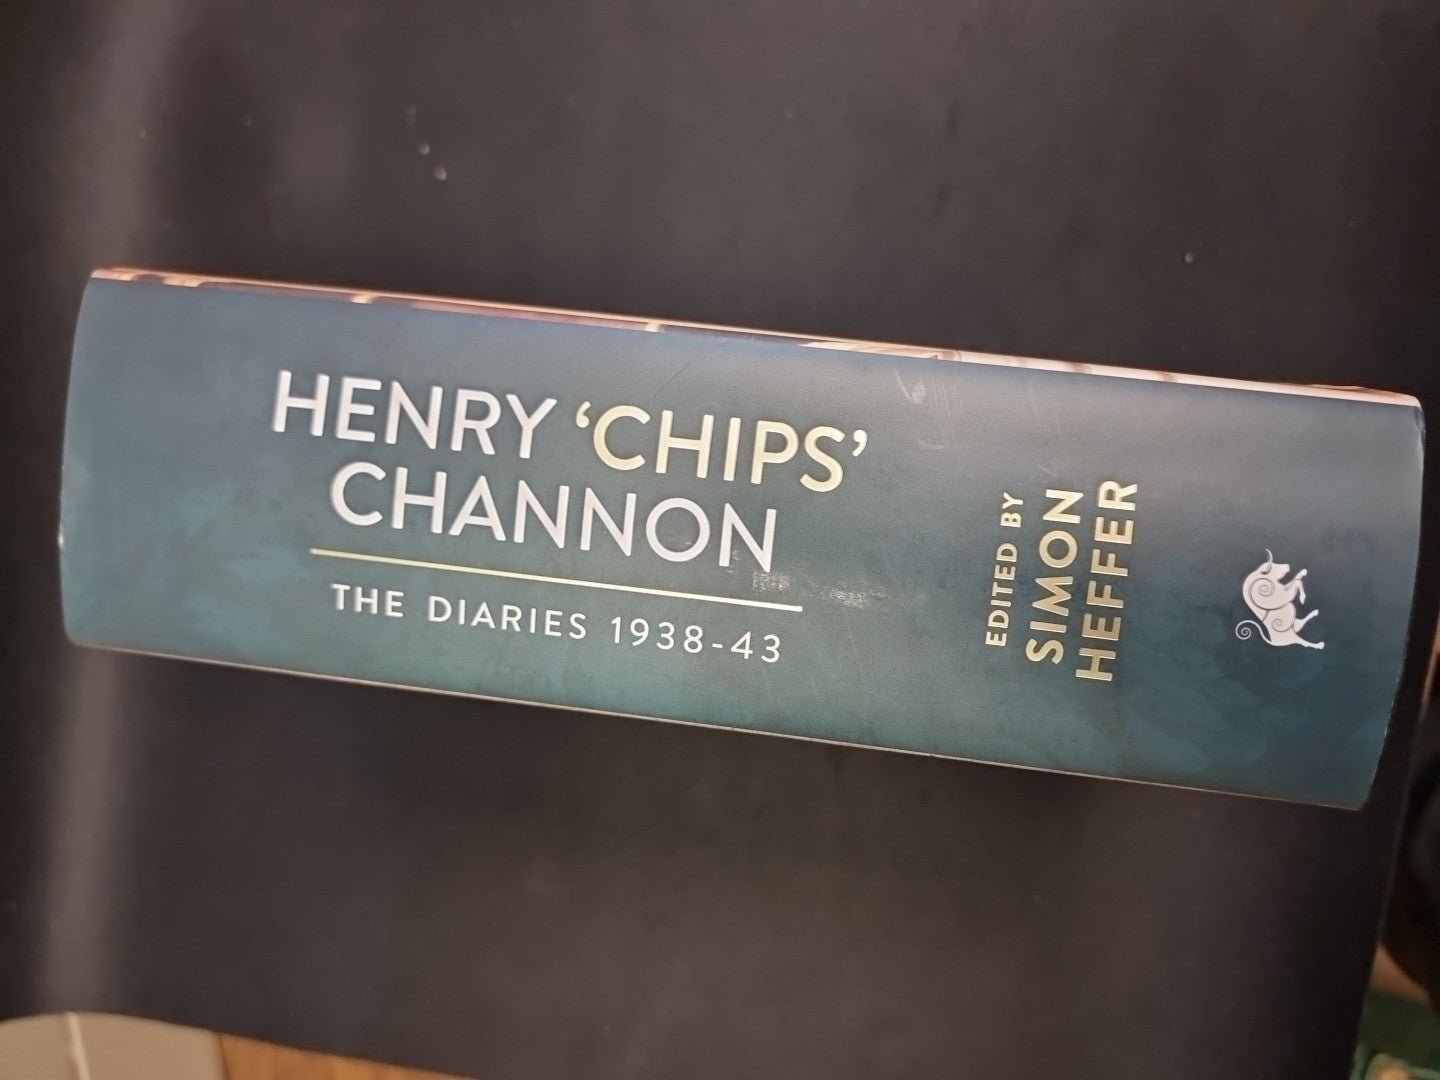 HENRY ‘CHIPS’
CHANNON
THE DIARIES 1938-43
EDITED BY
SIMON
HEFFER